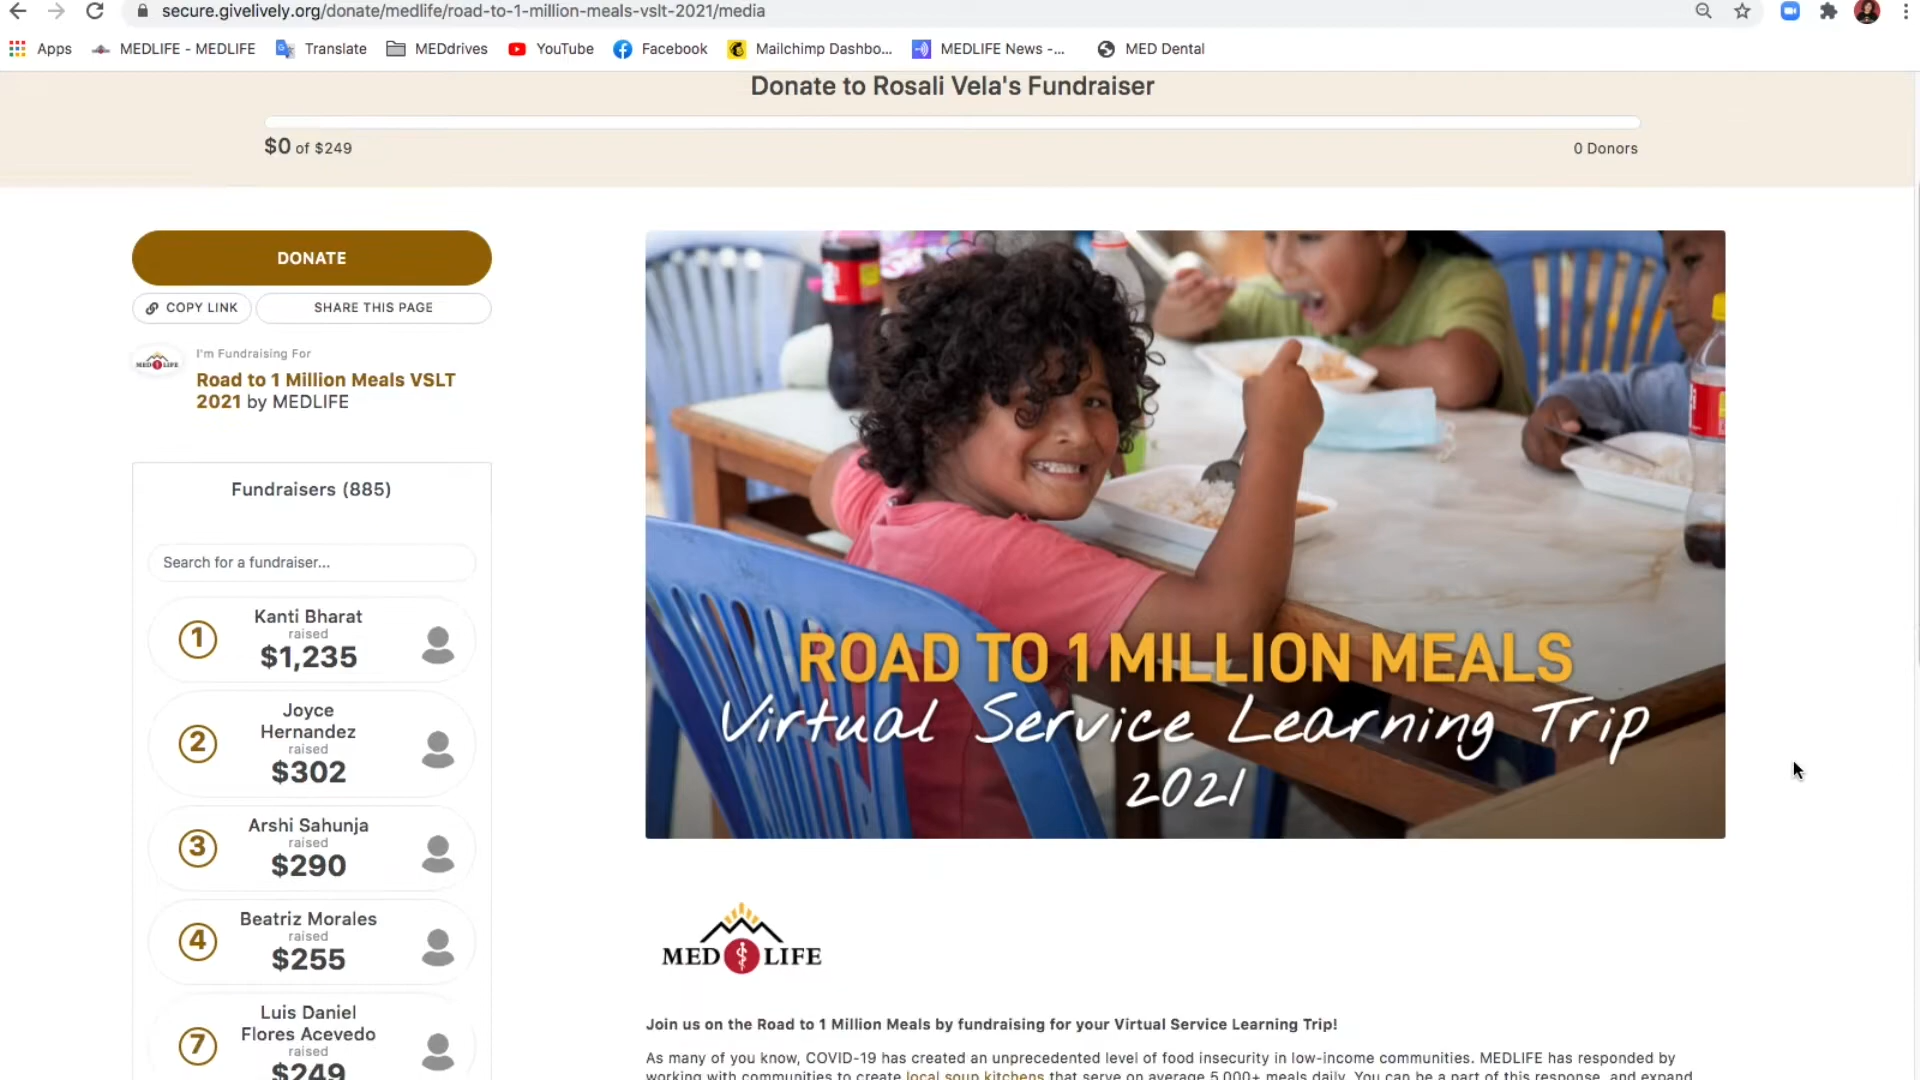 secure.givelively.org/donate/medlife/road-to-1-million-meals-vslt-2021/media
Apps
MEDLIFE - MEDLIFE
Translate
MEDdrives
YouTube
Facebook
Mailchimp Dashbo...
MEDLIFE News -...
MED Dental
Donate to Rosali Vela's Fundraiser
$0 of $249
0 Donors
DONATE
COPY LINK
SHARE THIS PAGE
MED LIFE
I'm Fundraising For
Road to 1 Million Meals VSLT
2021 by MEDLIFE
Fundraisers (885)
Search for a fundraiser...
1
Kanti Bharat
raised
$1,235
2
Joyce
Hernandez
raised
$302
3
Arshi Sahunja
raised
$290
4
Beatriz Morales
raised
$255
7
Luis Daniel
Flores Acevedo
raised
$249
ROAD TO 1 MILLION MEALS
Virtual Service Learning Trip
2021
MED LIFE
Join us on the Road to 1 Million Meals by fundraising for your Virtual Service Learning Trip!
As many of you know, COVID-19 has created an unprecedented level of food insecurity in low-income communities. MEDLIFE has responded by
working with communities to create local soup kitchens that serve on average 5,000+ meals daily. You can be a part of this response, and expand